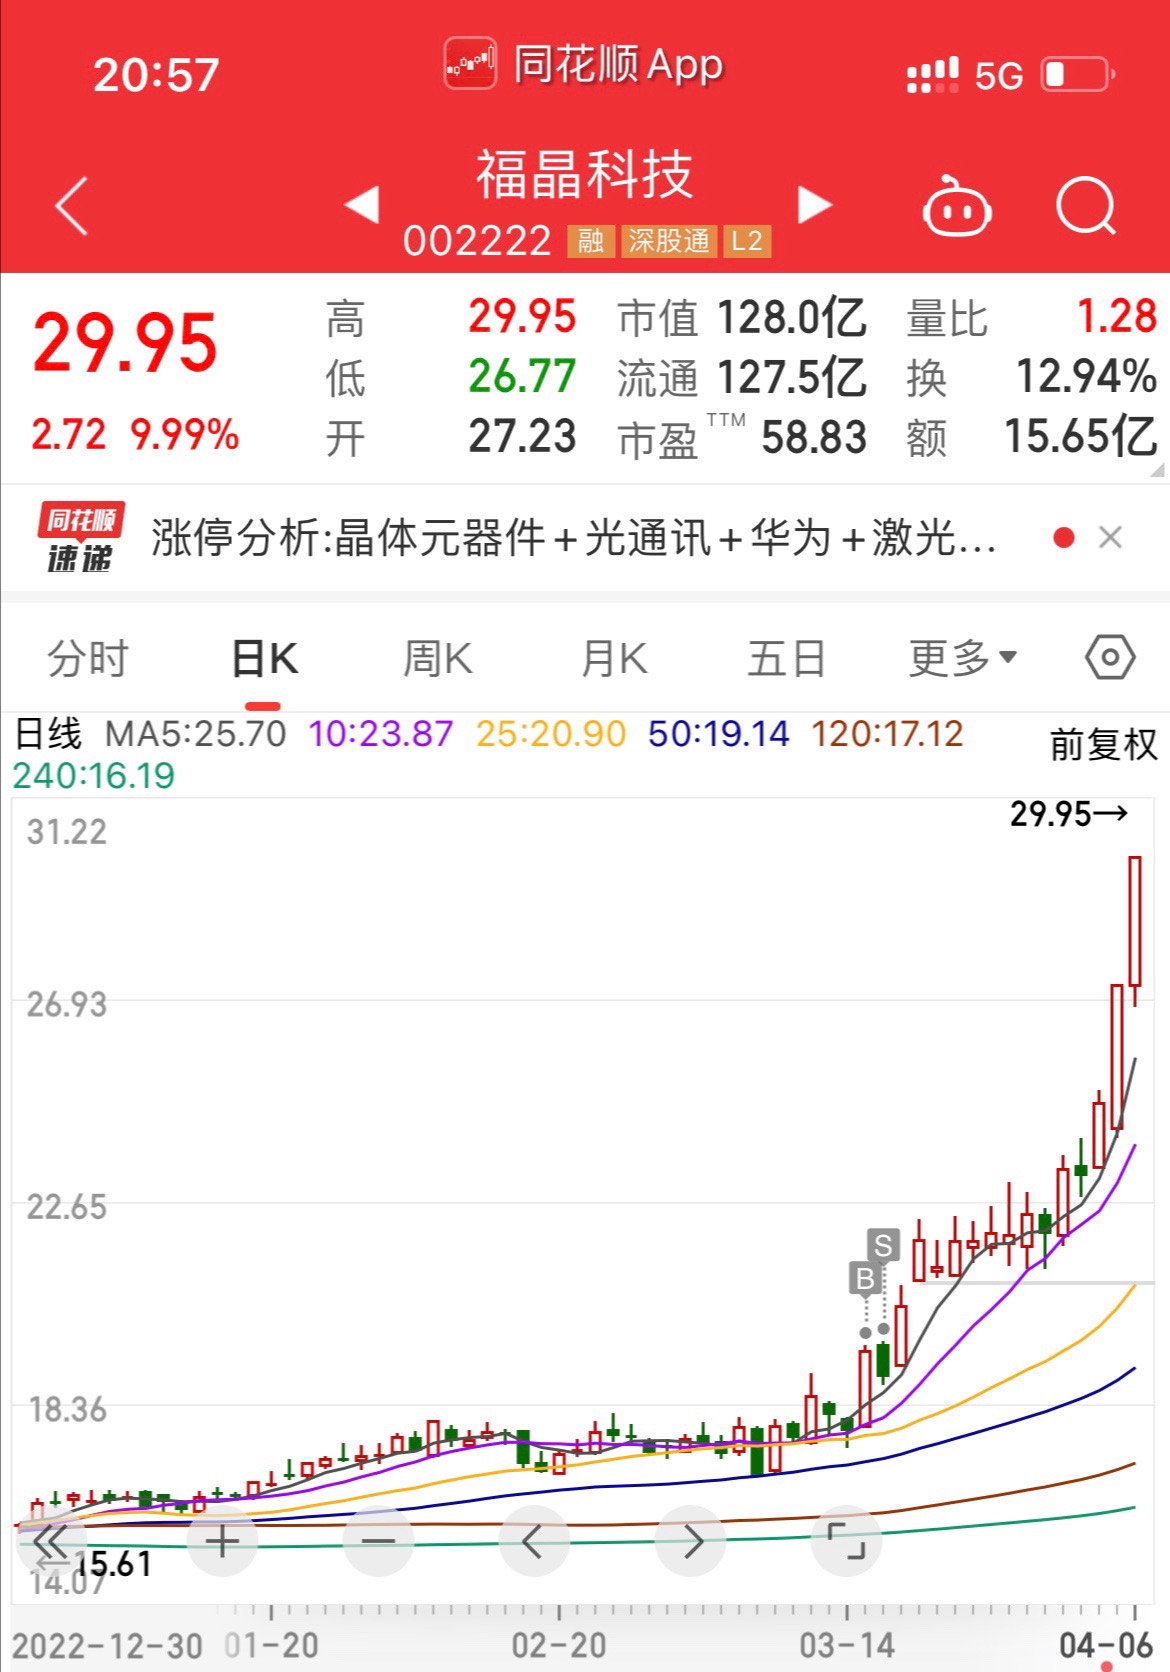 20:57 同花顺App 5G
福晶科技
002222 融 深股通 L2
29.95 高 29.95 市值 128.0亿 量比 1.28
低 26.77 流通 127.5亿 换 12.94%
2.72 9.99% 开 27.23 市盈TTM 58.83 额 15.65亿
同花顺
速递
涨停分析:晶体元器件+光通讯+华为+激光...
分时 日K 周K 月K 五日 更多
日线 MA5:25.70 10:23.87 25:20.90 50:19.14 120:17.12 前复权
240:16.19
29.95→
31.22
26.93
22.65
S
B
18.36
←15.61
14.07
2022-12-30 01-20 02-20 03-14 04-06